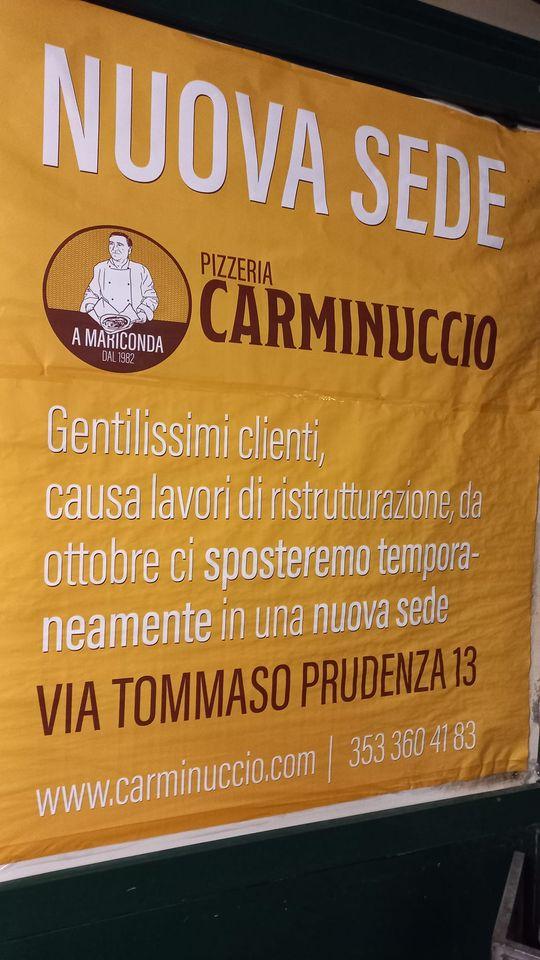 NUOVA SEDE
PIZZERIA
CARMINUCCIO
A MARICONDA
DAL 1982
Gentilissimi clienti,
causa lavori di ristrutturazione, da
ottobre ci sposteremo tempora-
neamente in una nuova sede
VIA TOMMASO PRUDENZA 13
www.carminuccio.com | 353 360 41 83